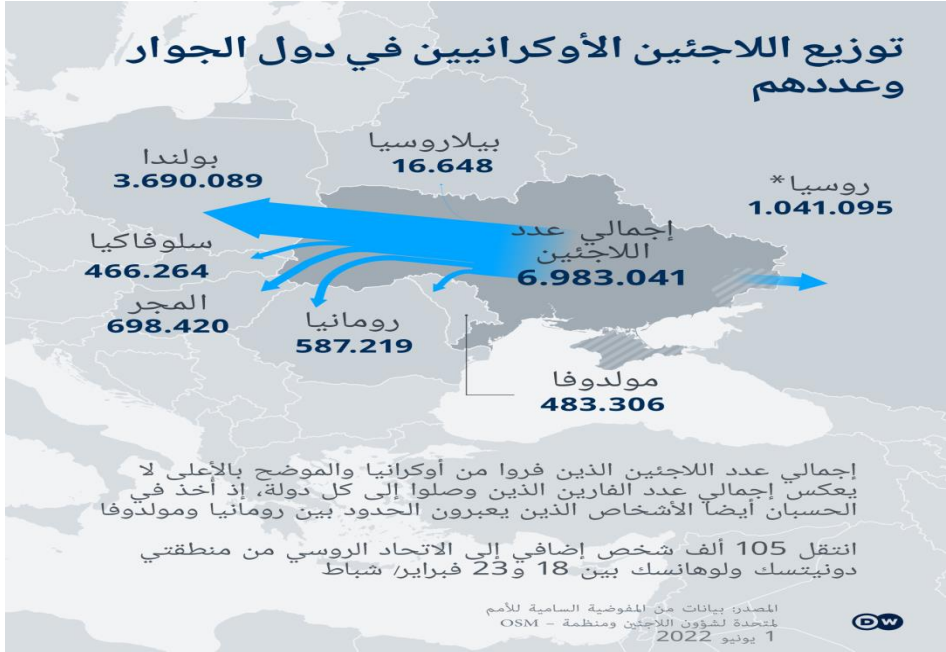 توزيع اللاجئين الأوكرانيين في دول الجوار
وعددهم
بيلاروسيا
16.648
بولندا
3.690.089
روسيا*
1.041.095
إجمالي عدد
اللاجئين
6.983.041
سلوفاكيا
466.264
المجر
698.420
رومانيا
587.219
مولدوفا
483.306
إجمالي عدد اللاجئين الذين فروا من أوكرانيا والموضح بالأعلى لا
يعكس إجمالي عدد الفارين الذين وصلوا إلى كل دولة، إذ أخذ في
الحسبان أيضا الأشخاص الذين يعبرون الحدود بين رومانيا ومولدوفا
انتقل 105 ألف شخص إضافي إلى الاتحاد الروسي من منطقتي
دونيتسك ولوهانسك بين 18 و23 فبراير/ شباط
المصدر: بيانات من المفوضية السامية للأمم
لمتحدة لشؤون اللاجئين ومنظمة – OSM
1 يونيو 2022
DW